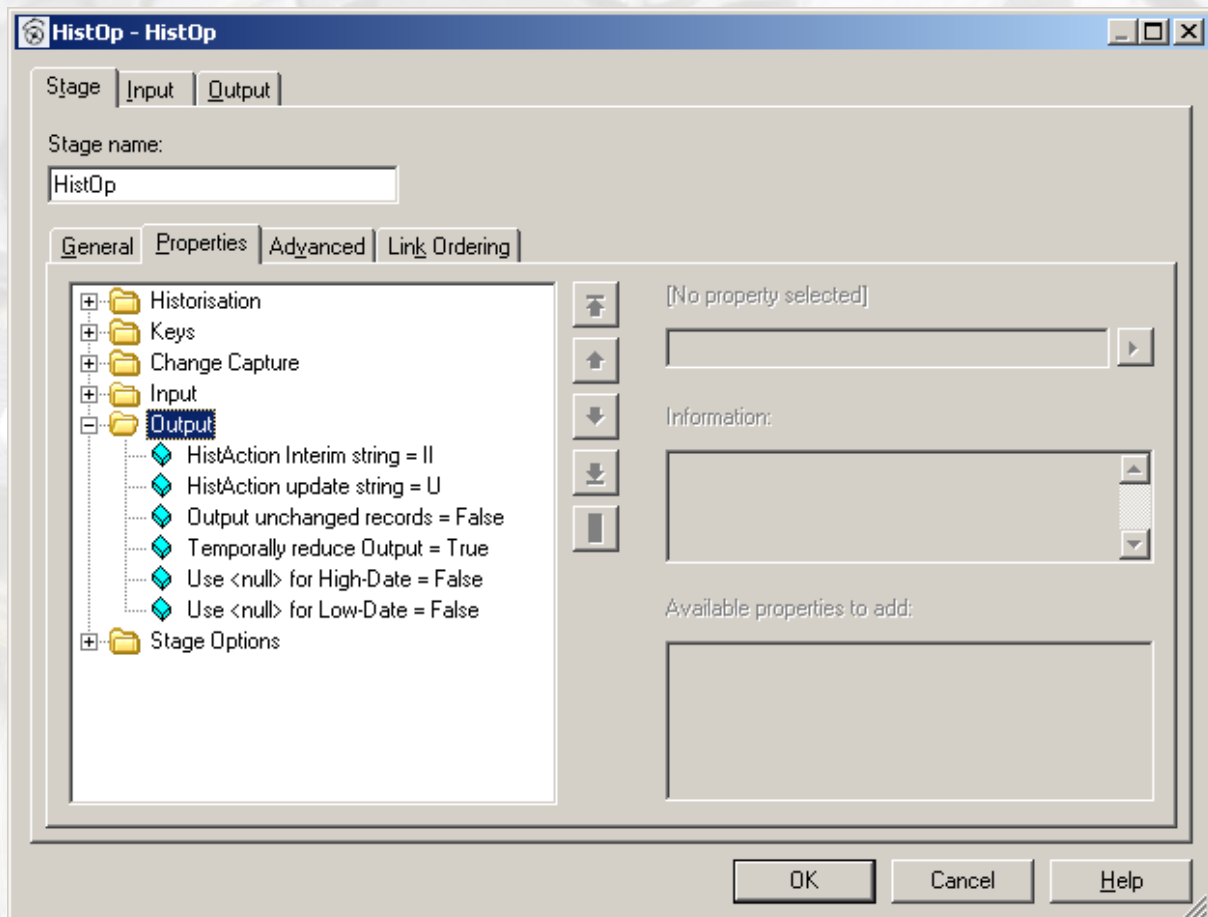 HistOp - HistOp
Stage Input Output
Stage name:
HistOp
General Properties Advanced Link Ordering
Historisation
Keys
Change Capture
Input
Output
HistAction Interim string = II
HistAction update string = U
Output unchanged records = False
Temporally reduce Output = True
Use <null> for High-Date = False
Use <null> for Low-Date = False
Stage Options
[No property selected]
Information:
Available properties to add:
OK Cancel Help